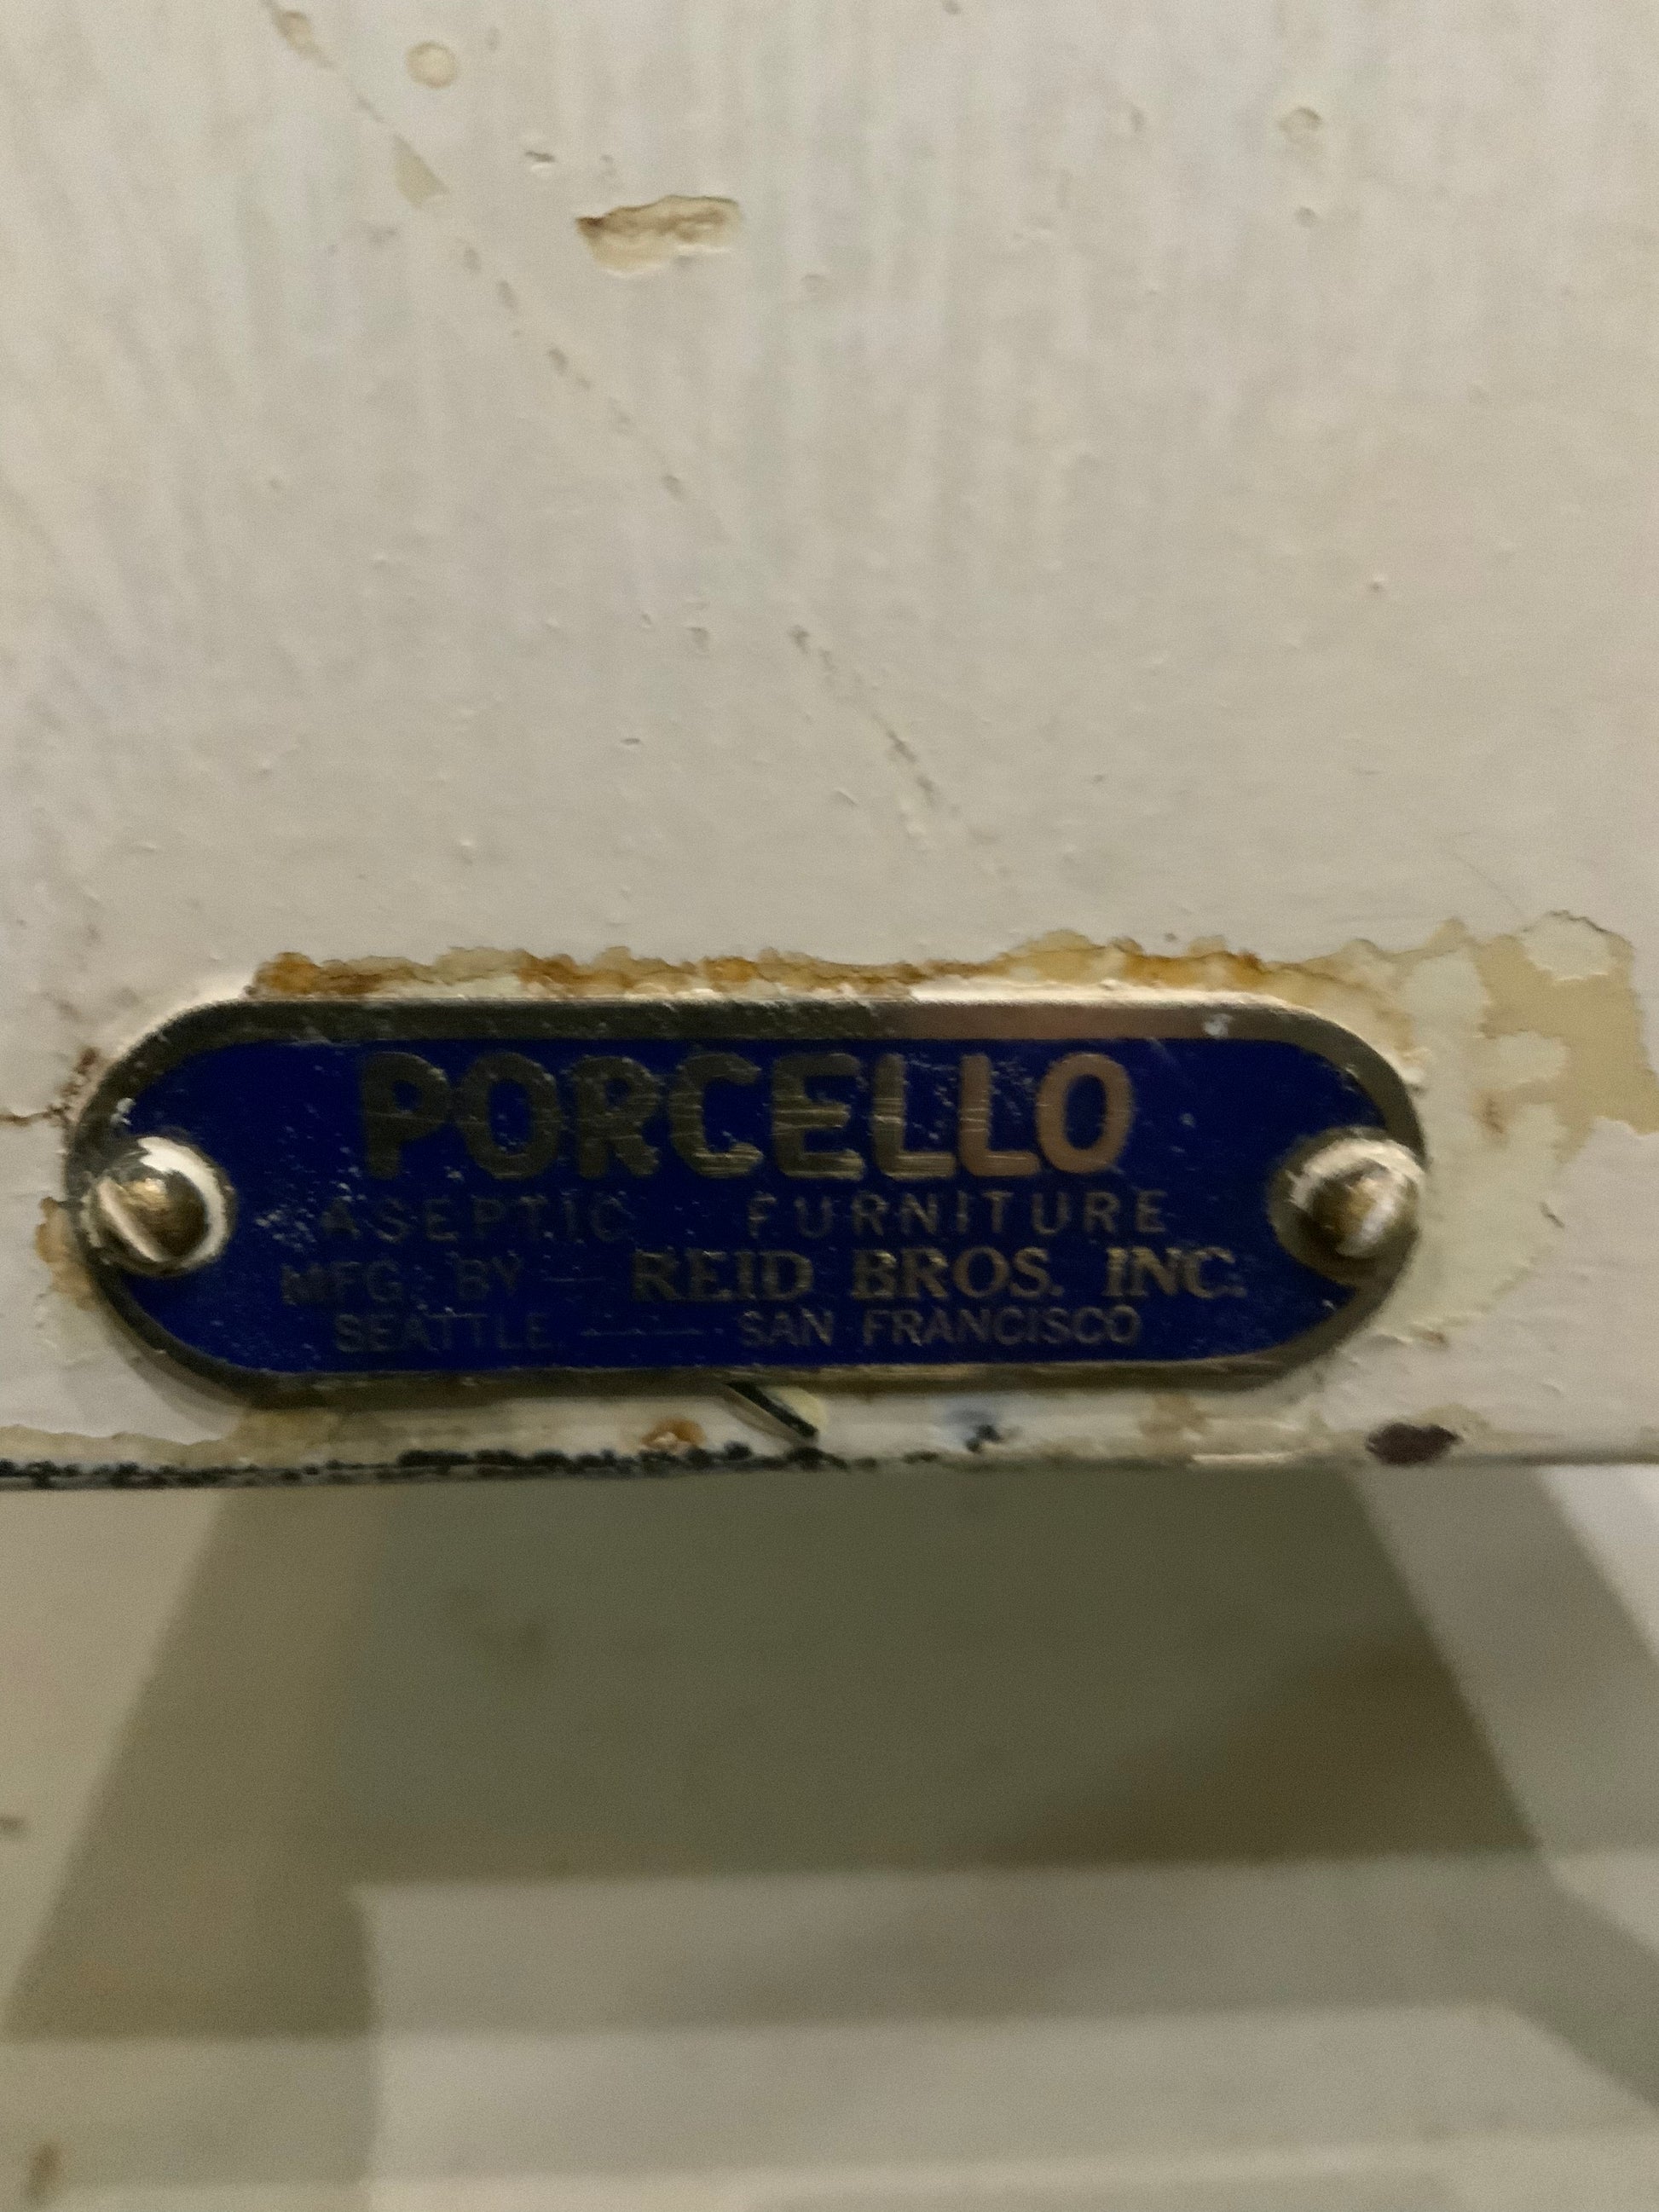 PORCELLO
ASEPTIC FURNITURE
MFG. BY — REID BROS. INC.
SEATTLE — SAN FRANCISCO